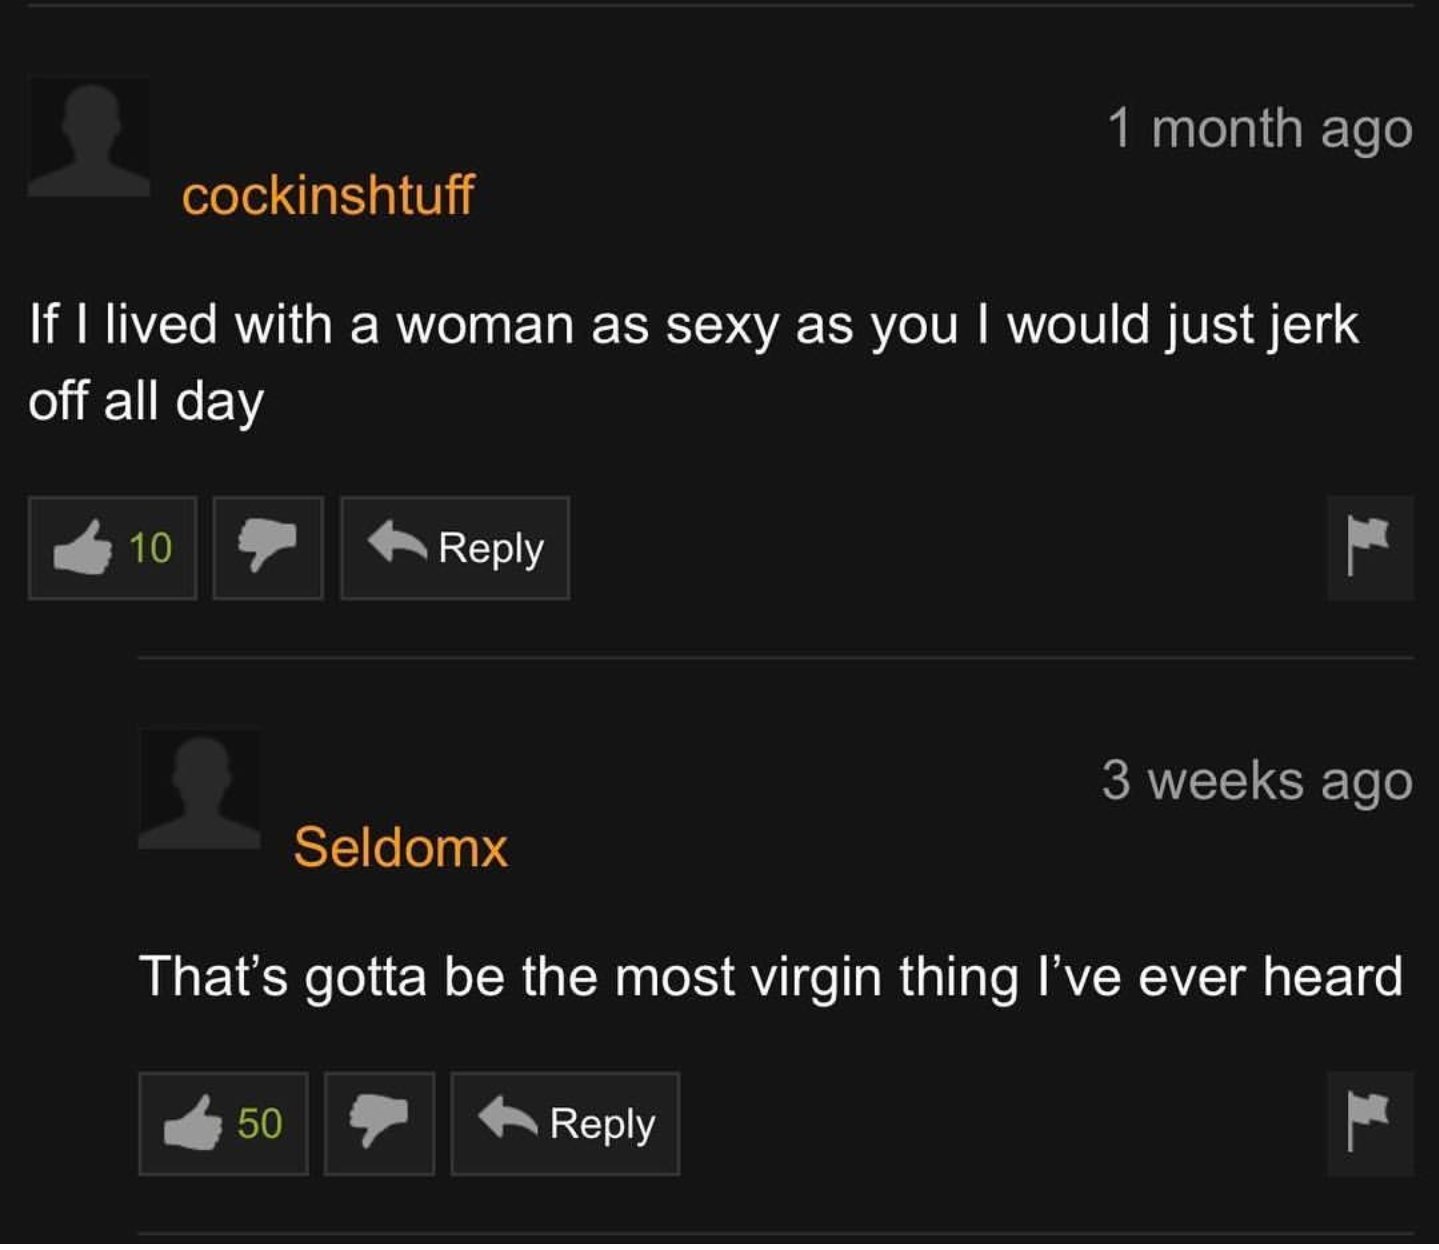 1 month ago
cockinshtuff
If I lived with a woman as sexy as you I would just jerk
off all day
10
Reply
3 weeks ago
Seldomx
That's gotta be the most virgin thing I've ever heard
50
Reply